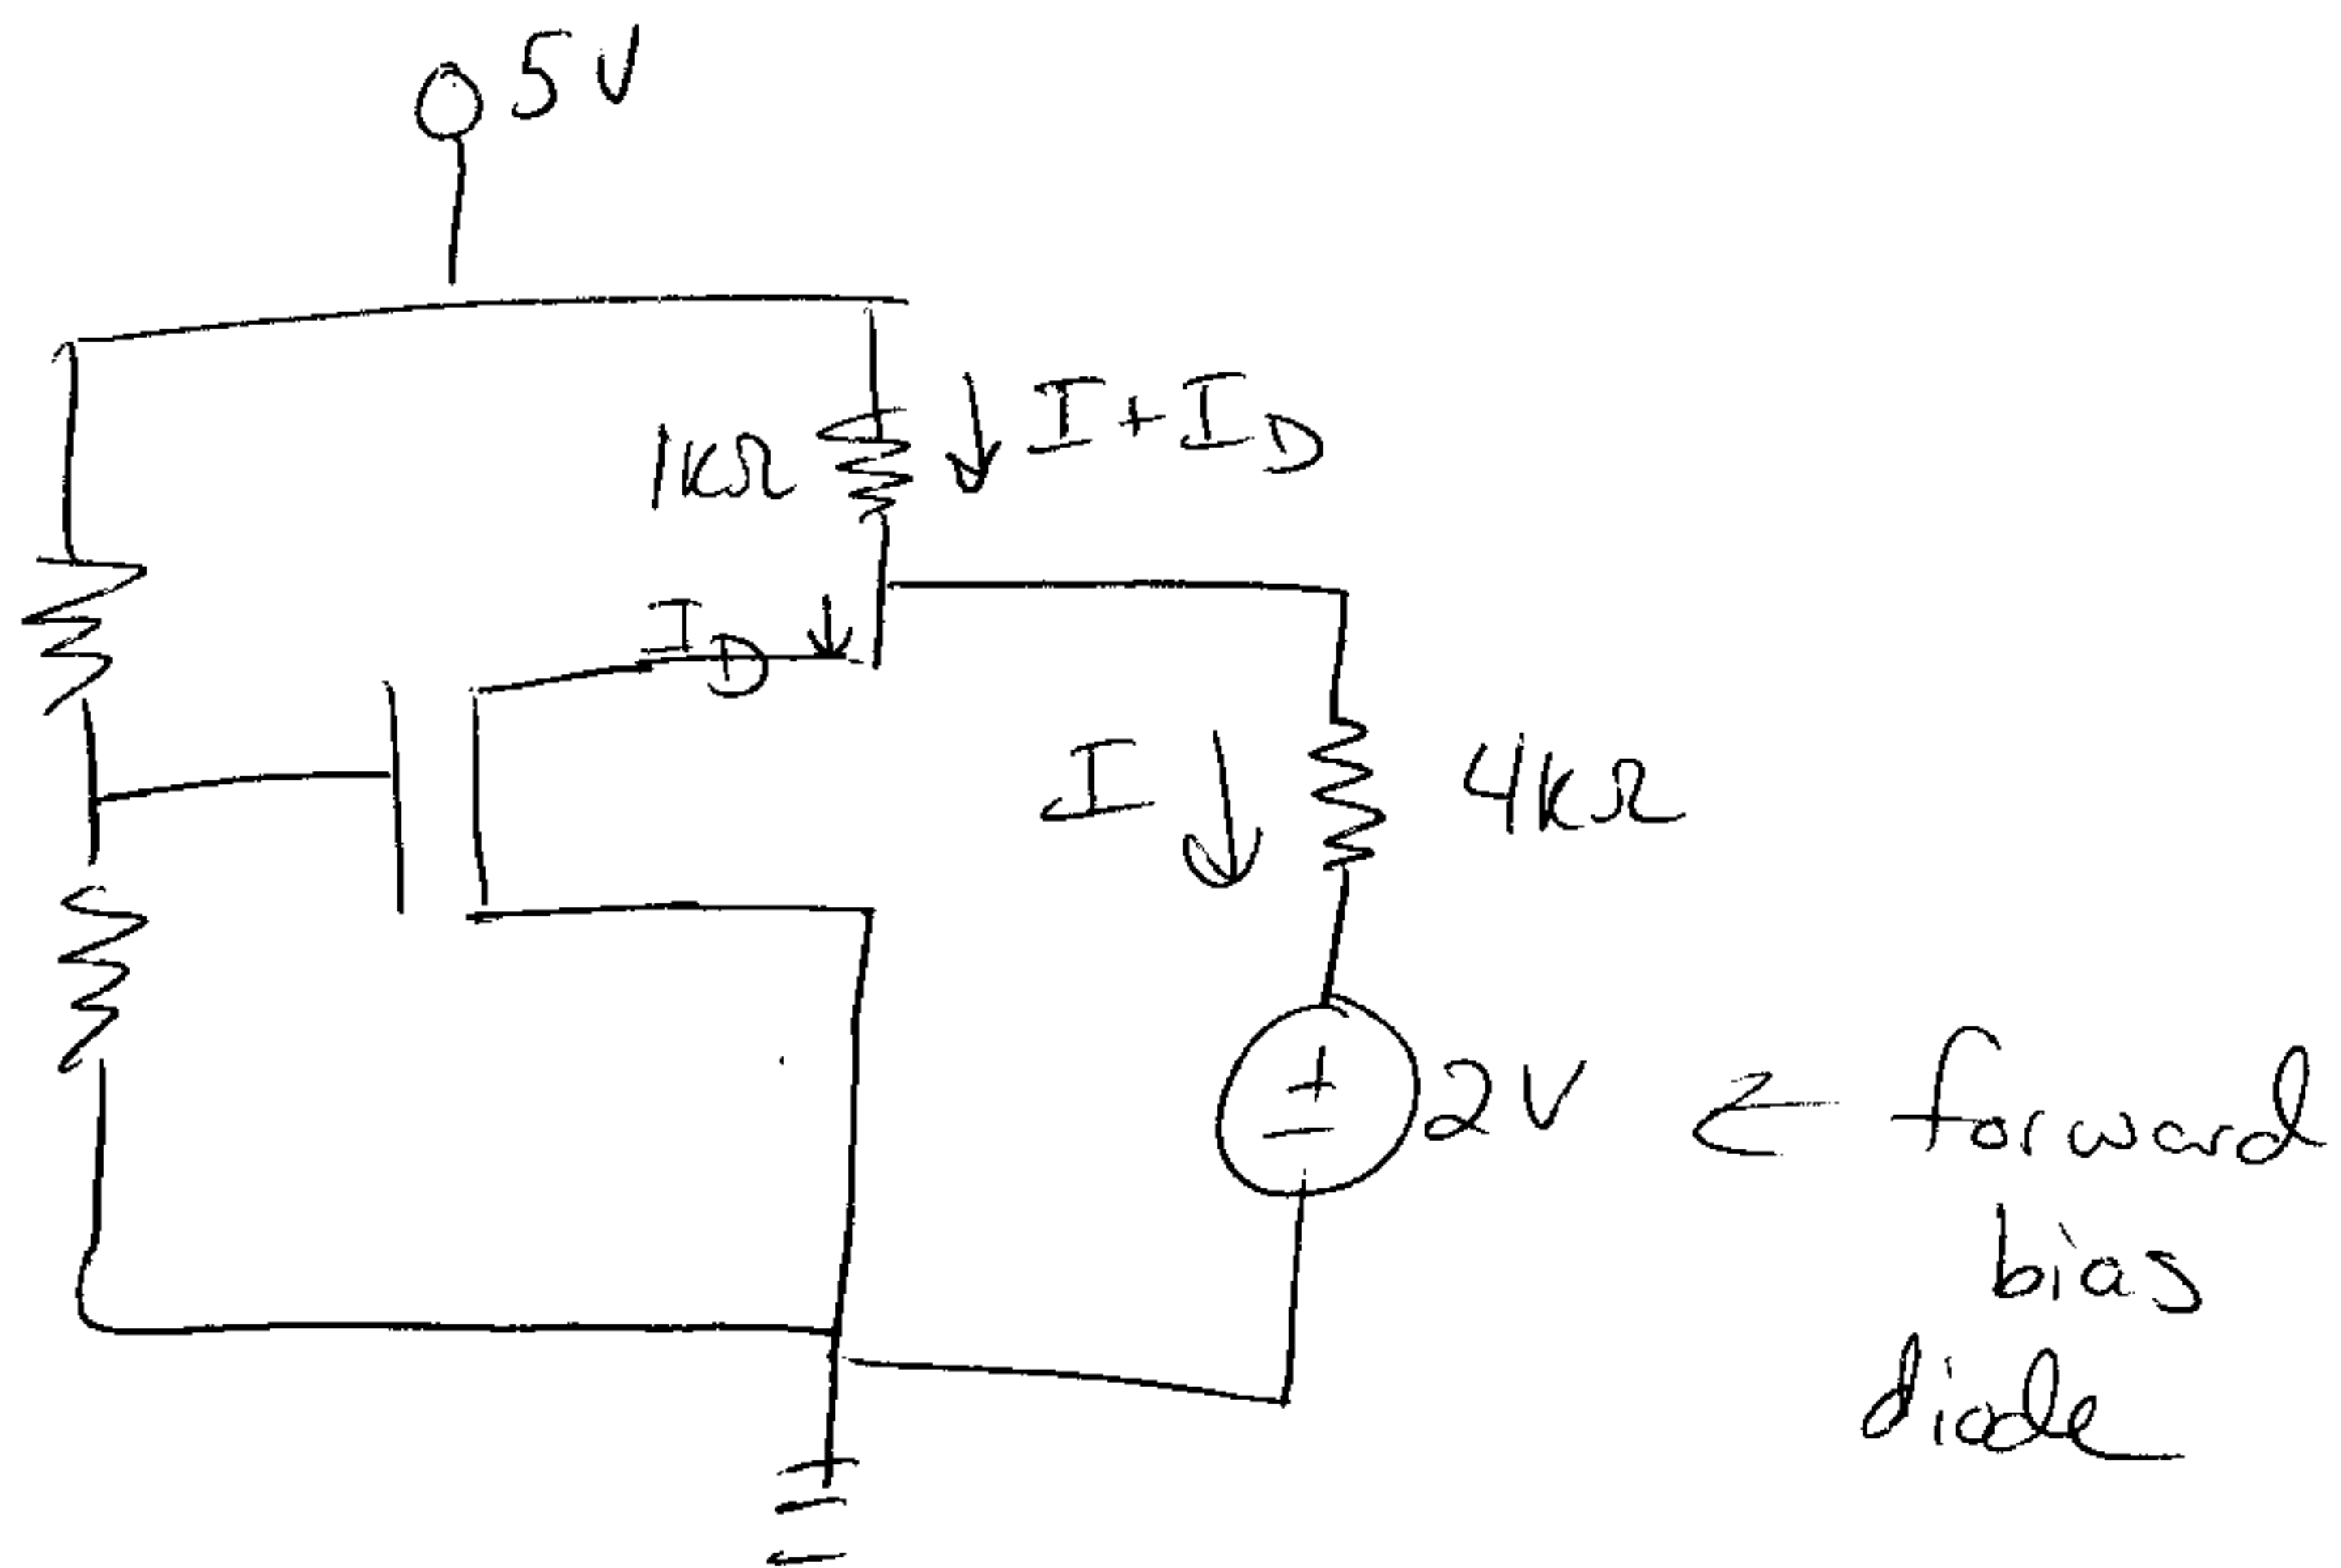 5V
1kΩ
I+I_D
I_D
I
4kΩ
+
−
2V ← forward
bias
diode